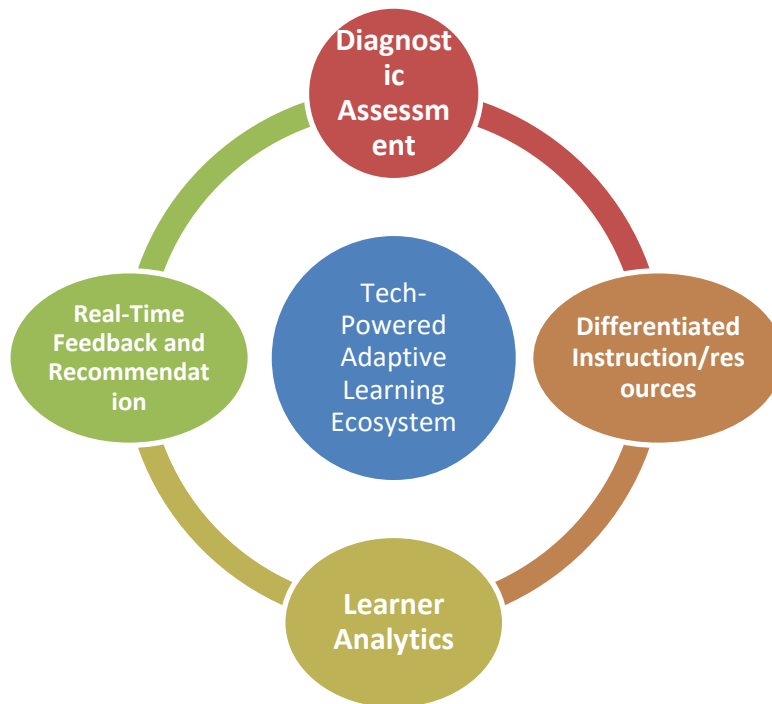 Diagnost
ic
Assessm
ent
Real-Time
Feedback and
Recommendat
ion
Tech-
Powered
Adaptive
Learning
Ecosystem
Differentiated
Instruction/res
ources
Learner
Analytics